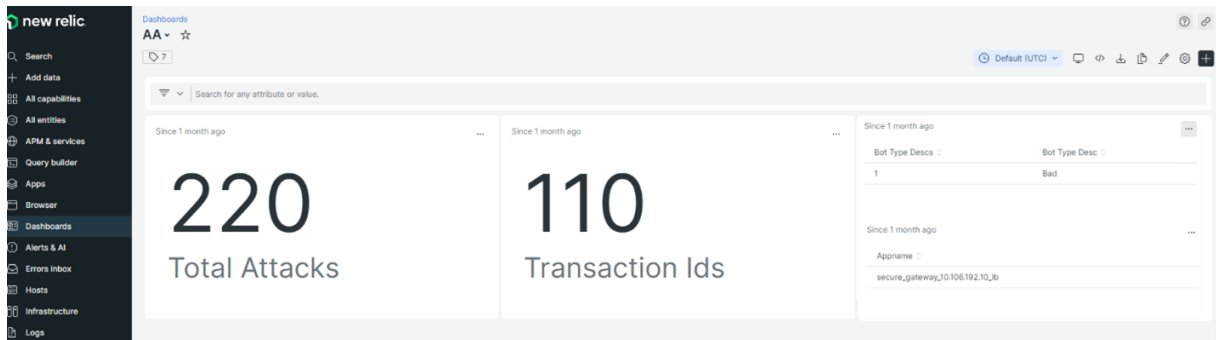 new relic
Search
Add data
All capabilities
All entities
APM & services
Query builder
Apps
Browser
Dashboards
Alerts & AI
Errors inbox
Hosts
Infrastructure
Logs
Dashboards
AA
7
Default (UTC)
Search for any attribute or value.
Since 1 month ago
220
Total Attacks
Since 1 month ago
110
Transaction Ids
Since 1 month ago
Bot Type Descs Bot Type Desc
1 Bad
Since 1 month ago
Appname
secure_gateway_10.106.192.10_lb